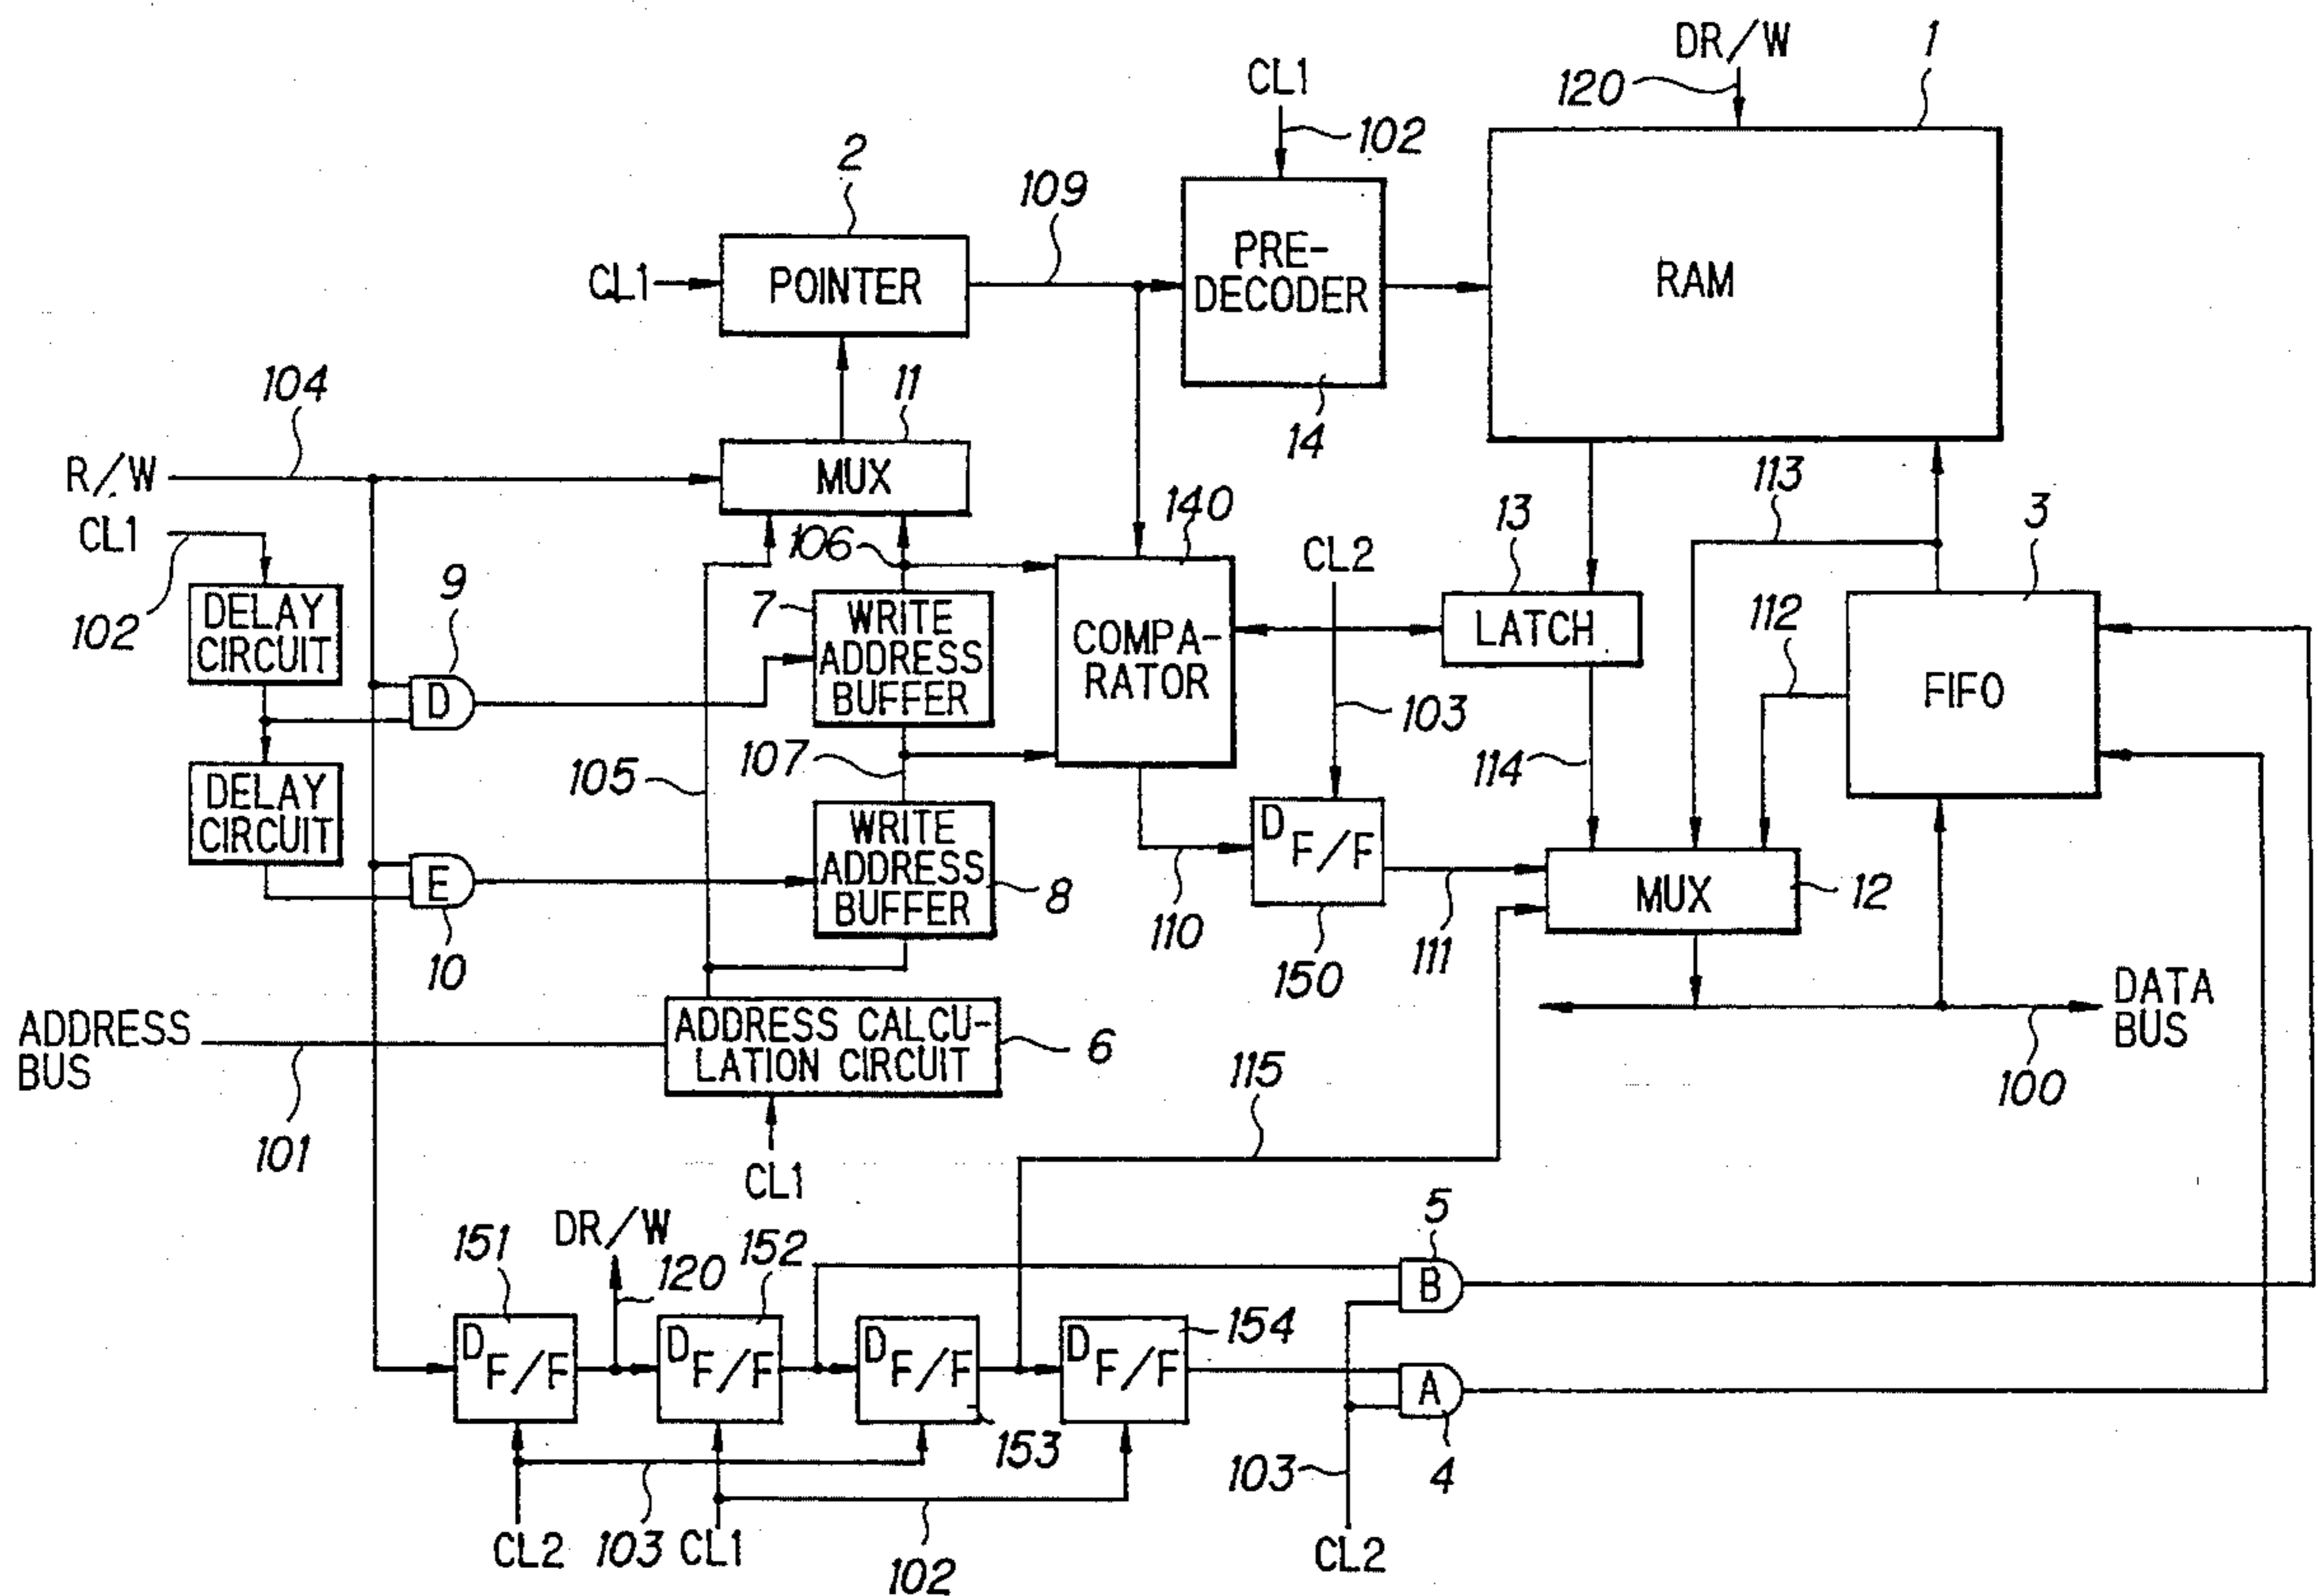 DR/W
1
CL1
120
102
2
109
PRE-
DECODER
RAM
CL1
POINTER
104
11
14
R/W
MUX
113
CL1
140
13
3
106
CL2
102
DELAY
CIRCUIT
9
7
WRITE
ADDRESS
BUFFER
COMPA-
RATOR
LATCH
112
FIFO
D
103
107
114
105
DELAY
CIRCUIT
WRITE
ADDRESS
BUFFER
D
F/F
E
8
MUX
12
110
111
10
150
DATA
BUS
ADDRESS
BUS
ADDRESS CALCU-
LATION CIRCUIT
6
100
115
101
CL1
5
DR/W
151
120
152
B
D
F/F
D
F/F
D
F/F
D
F/F
154
A
153
103
4
CL2
103
CL1
102
CL2